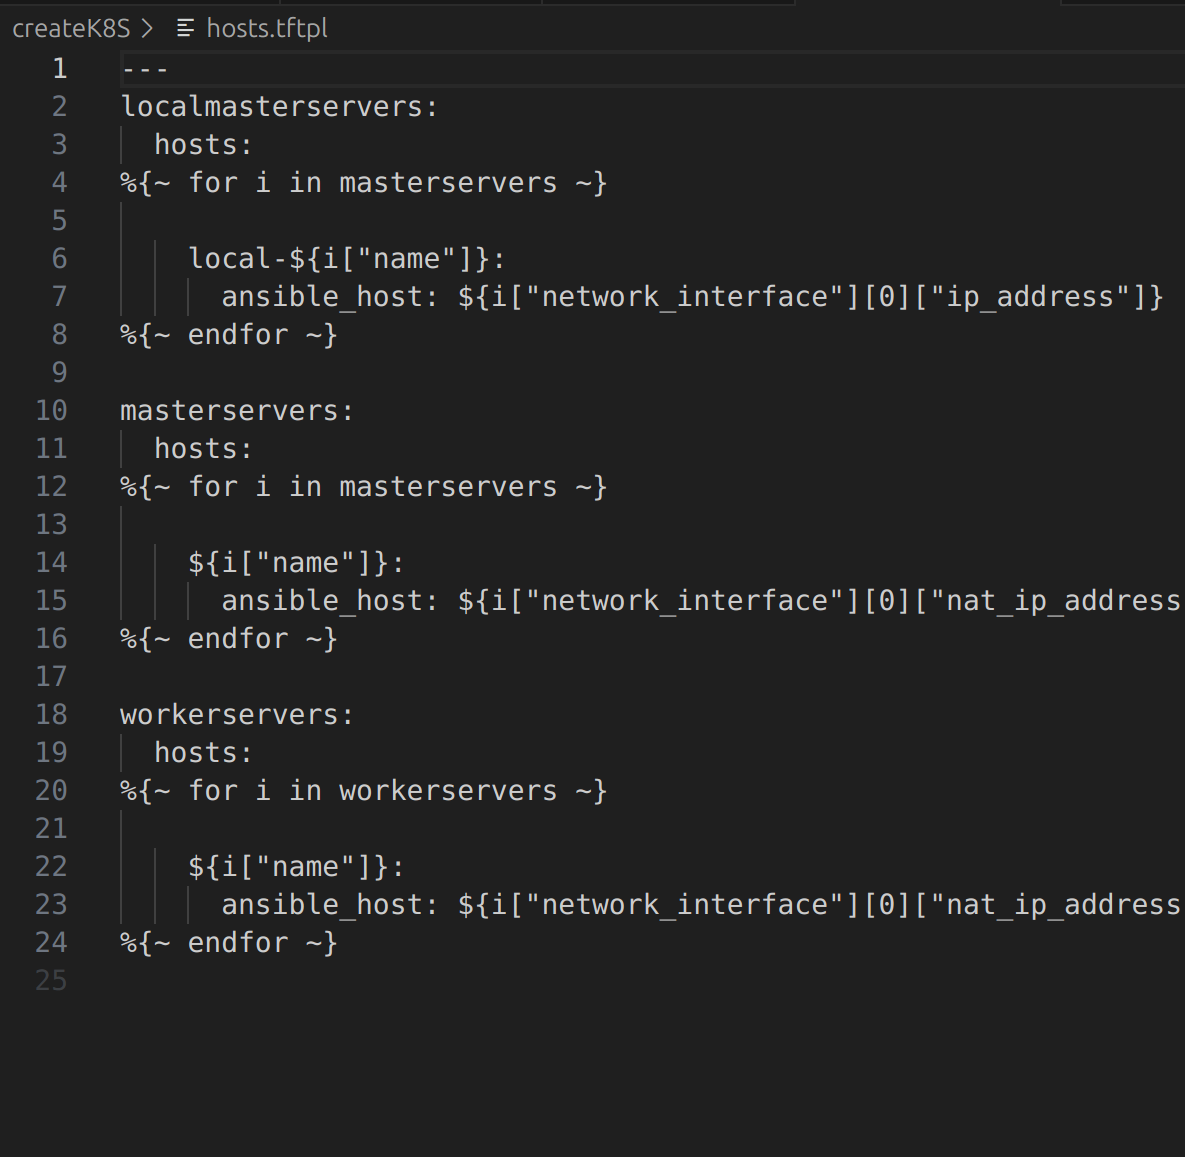 createK8S > hosts.tftpl
1 ---
2 localmasterservers:
3   hosts:
4 %{~ for i in masterservers ~}
5
6     local-${i["name"]}:
7       ansible_host: ${i["network_interface"][0]["ip_address"]}
8 %{~ endfor ~}
9
10 masterservers:
11   hosts:
12 %{~ for i in masterservers ~}
13
14     ${i["name"]}:
15       ansible_host: ${i["network_interface"][0]["nat_ip_address
16 %{~ endfor ~}
17
18 workerservers:
19   hosts:
20 %{~ for i in workerservers ~}
21
22     ${i["name"]}:
23       ansible_host: ${i["network_interface"][0]["nat_ip_address
24 %{~ endfor ~}
25